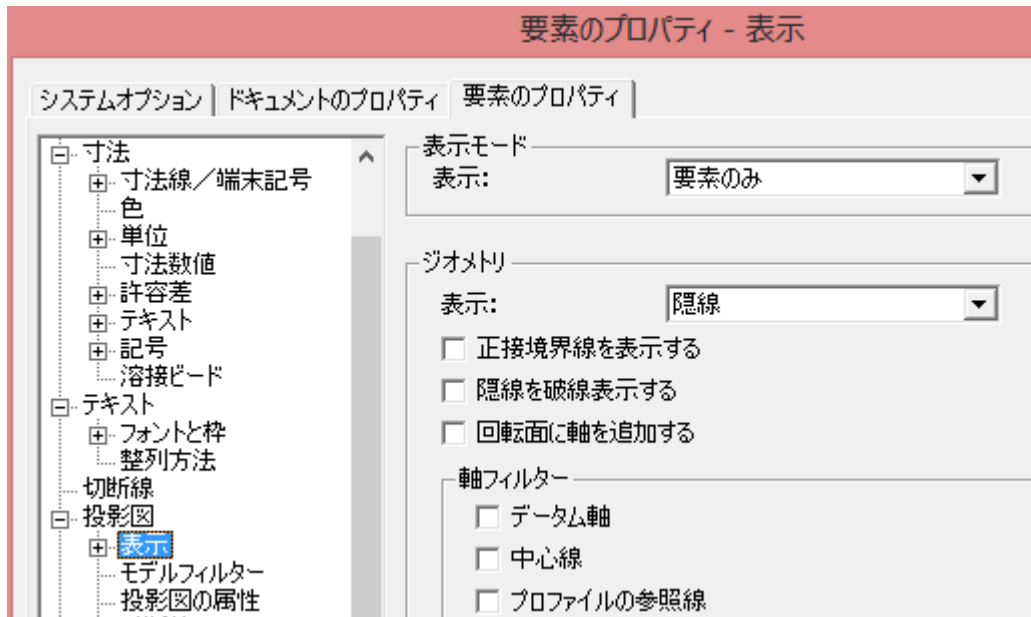 要素のプロパティ - 表示
システムオプション ドキュメントのプロパティ 要素のプロパティ
寸法
寸法線／端末記号
色
単位
寸法数値
許容差
テキスト
記号
溶接ビード
テキスト
フォントと枠
整列方法
切断線
投影図
表示
モデルフィルター
投影図の属性
表示モード
表示: 要素のみ
ジオメトリ
表示: 隠線
正接境界線を表示する
隠線を破線表示する
回転面に軸を追加する
軸フィルター
データム軸
中心線
プロファイルの参照線